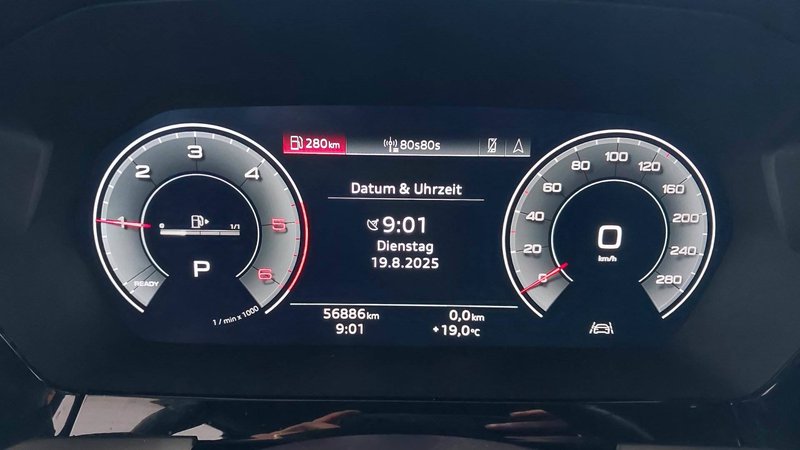 280km
80s80s
Datum & Uhrzeit
9:01
Dienstag
19.8.2025
56886km
0,0km
9:01
+19,0°C
1
2
3
4
5
6
READY
1/1
P
1 / min x 1000
0
20
40
60
80
100
120
160
200
240
280
0
km/h